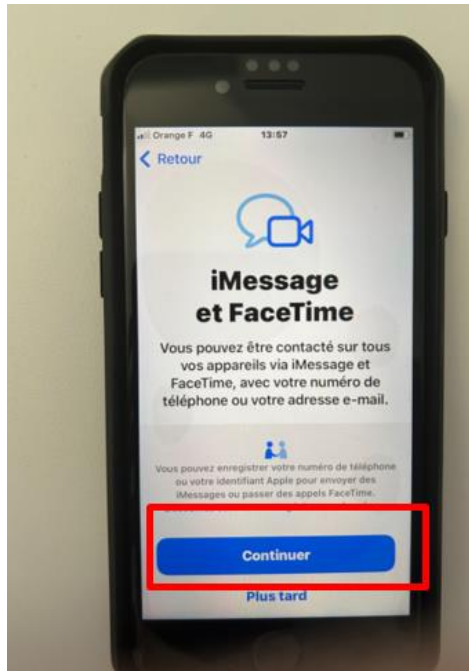 Orange F 4G 13:57
Retour
iMessage
et FaceTime
Vous pouvez être contacté sur tous
vos appareils via iMessage et
FaceTime, avec votre numéro de
téléphone ou votre adresse e-mail.
Vous pouvez enregistrer votre numéro de téléphone
ou votre identifiant Apple pour envoyer des
iMessages ou passer des appels FaceTime.
Continuer
Plus tard